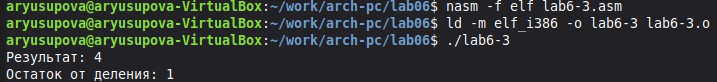 aryusupova@aryusupova-VirtualBox:~/work/arch-pc/lab06$ nasm -f elf lab6-3.asm
aryusupova@aryusupova-VirtualBox:~/work/arch-pc/lab06$ ld -m elf_i386 -o lab6-3 lab6-3.o
aryusupova@aryusupova-VirtualBox:~/work/arch-pc/lab06$ ./lab6-3
Результат: 4
Остаток от деления: 1